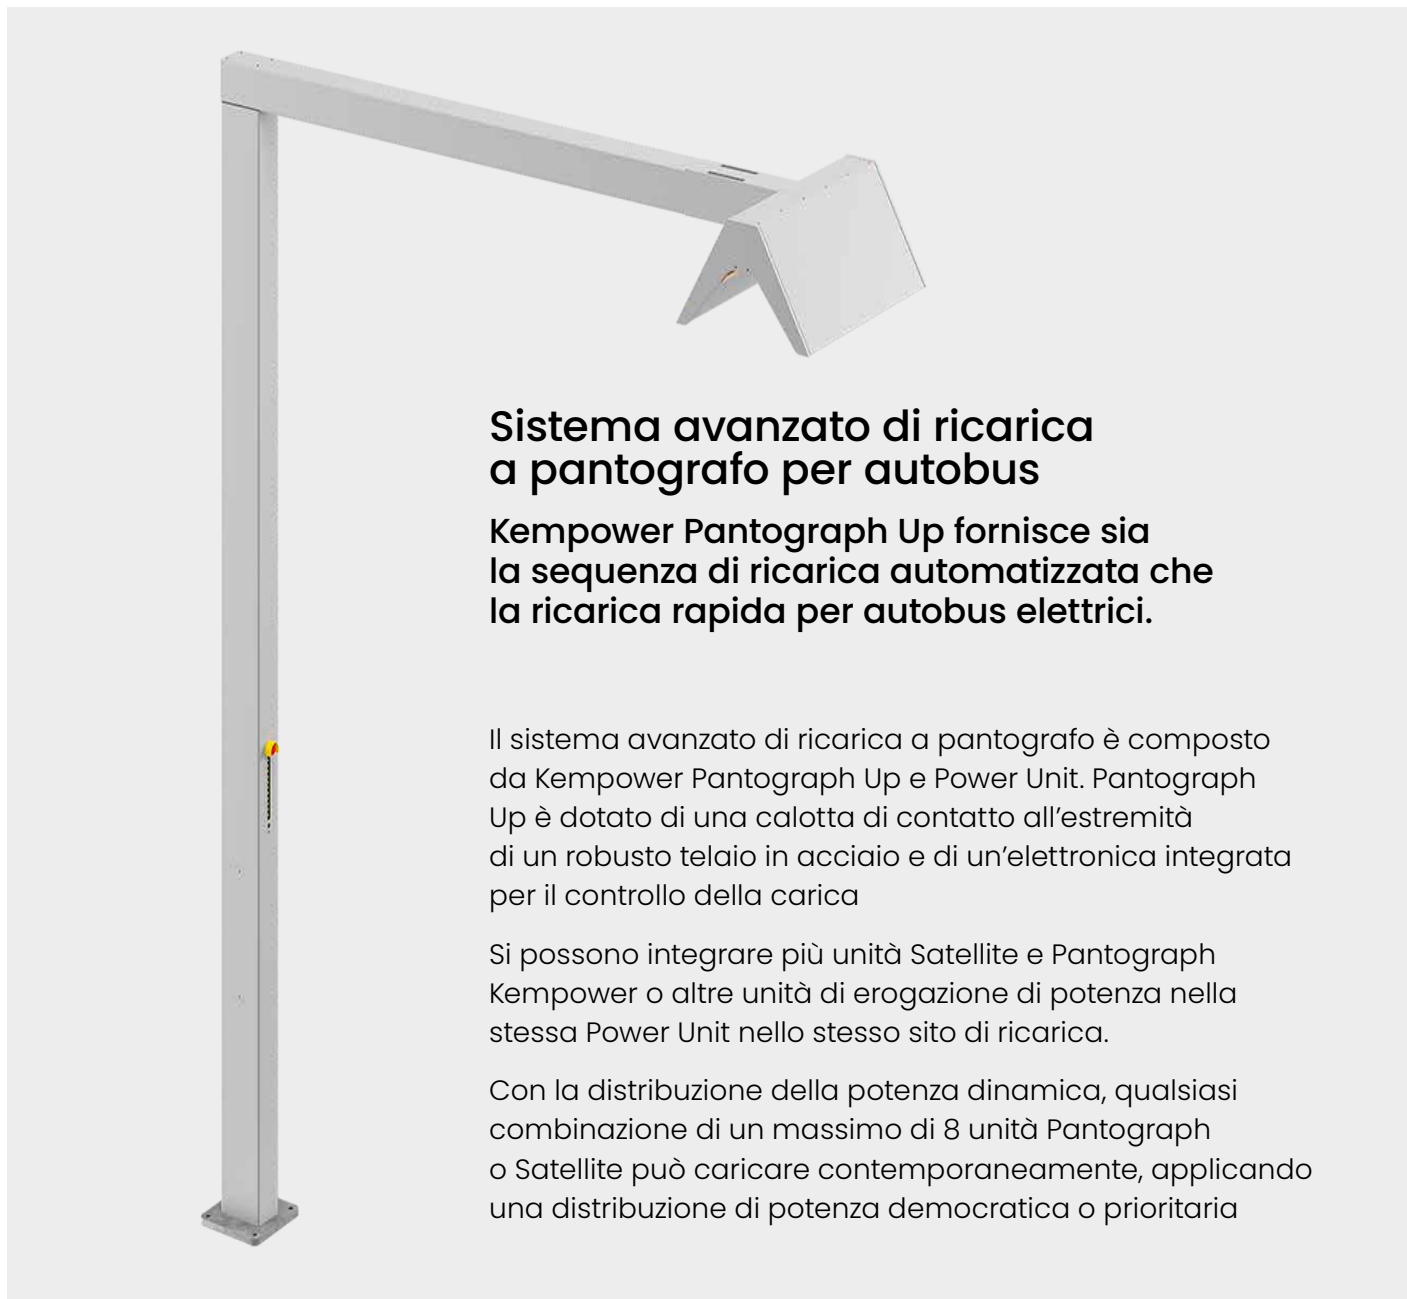 Sistema avanzato di ricarica
a pantografo per autobus
Kempower Pantograph Up fornisce sia
la sequenza di ricarica automatizzata che
la ricarica rapida per autobus elettrici.
Il sistema avanzato di ricarica a pantografo è composto
da Kempower Pantograph Up e Power Unit. Pantograph
Up è dotato di una calotta di contatto all’estremità
di un robusto telaio in acciaio e di un’elettronica integrata
per il controllo della carica
Si possono integrare più unità Satellite e Pantograph
Kempower o altre unità di erogazione di potenza nella
stessa Power Unit nello stesso sito di ricarica.
Con la distribuzione della potenza dinamica, qualsiasi
combinazione di un massimo di 8 unità Pantograph
o Satellite può caricare contemporaneamente, applicando
una distribuzione di potenza democratica o prioritaria